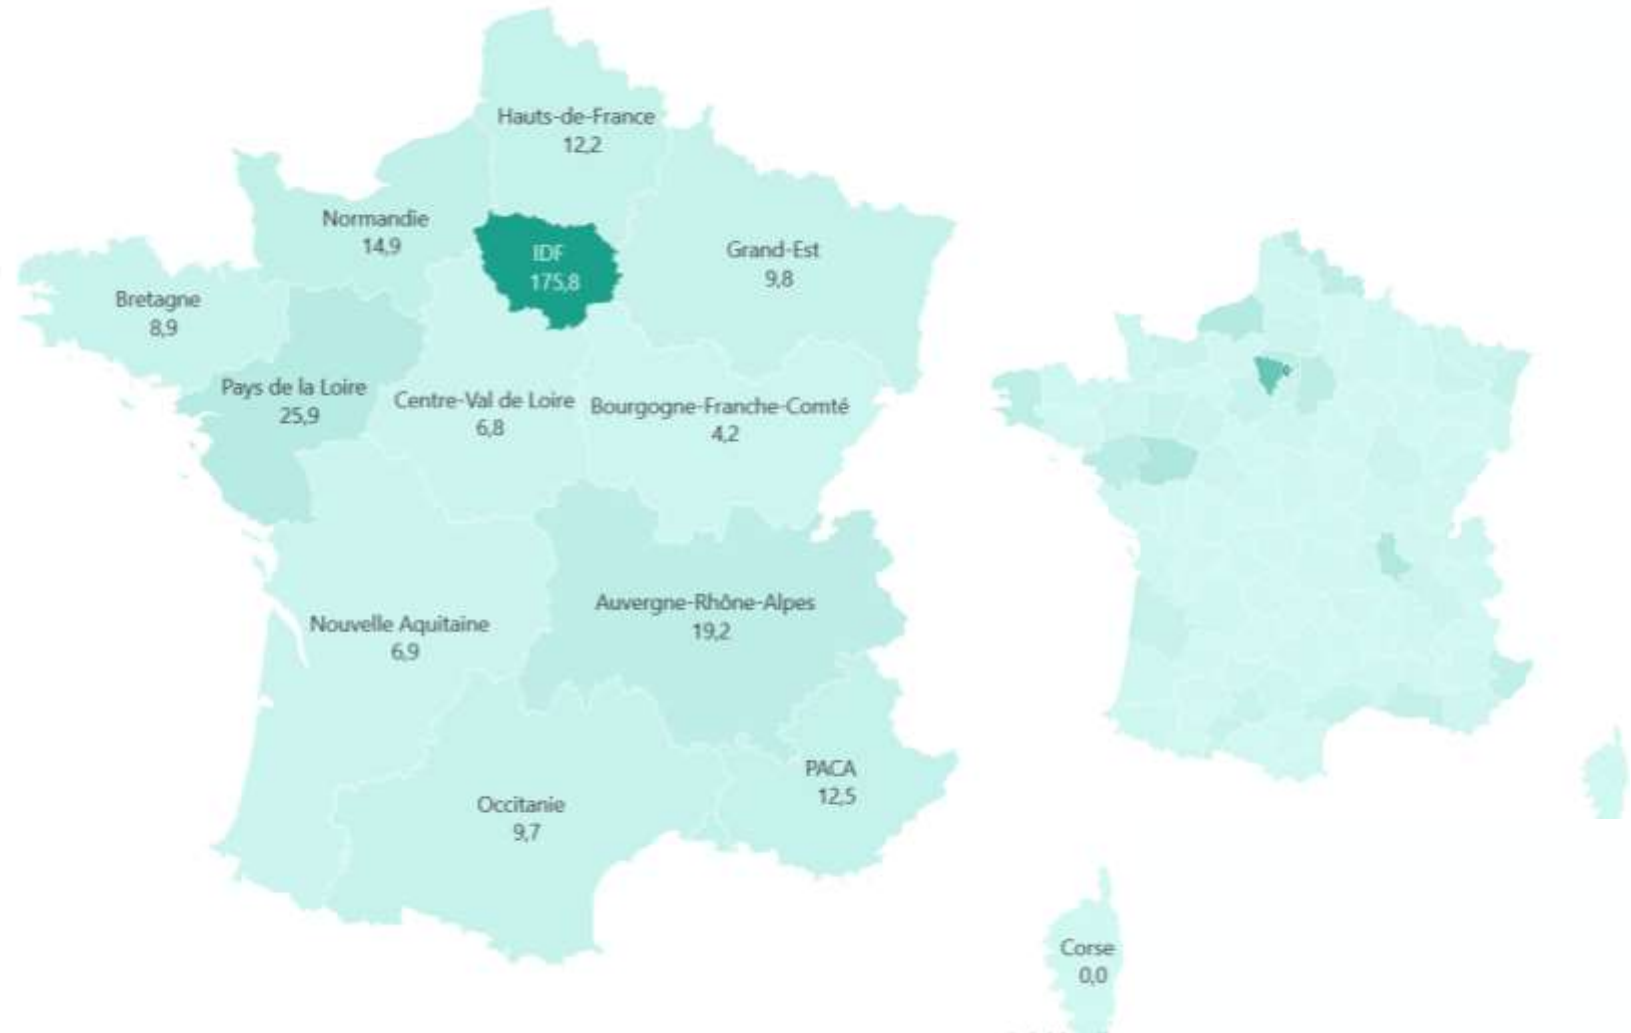 Hauts-de-France
12,2
Normandie
14,9
IDF
175,8
Grand-Est
9,8
Bretagne
8,9
Pays de la Loire
25,9
Centre-Val de Loire
6,8
Bourgogne-Franche-Comté
4,2
Auvergne-Rhône-Alpes
19,2
Nouvelle Aquitaine
6,9
PACA
12,5
Occitanie
9,7
Corse
0,0